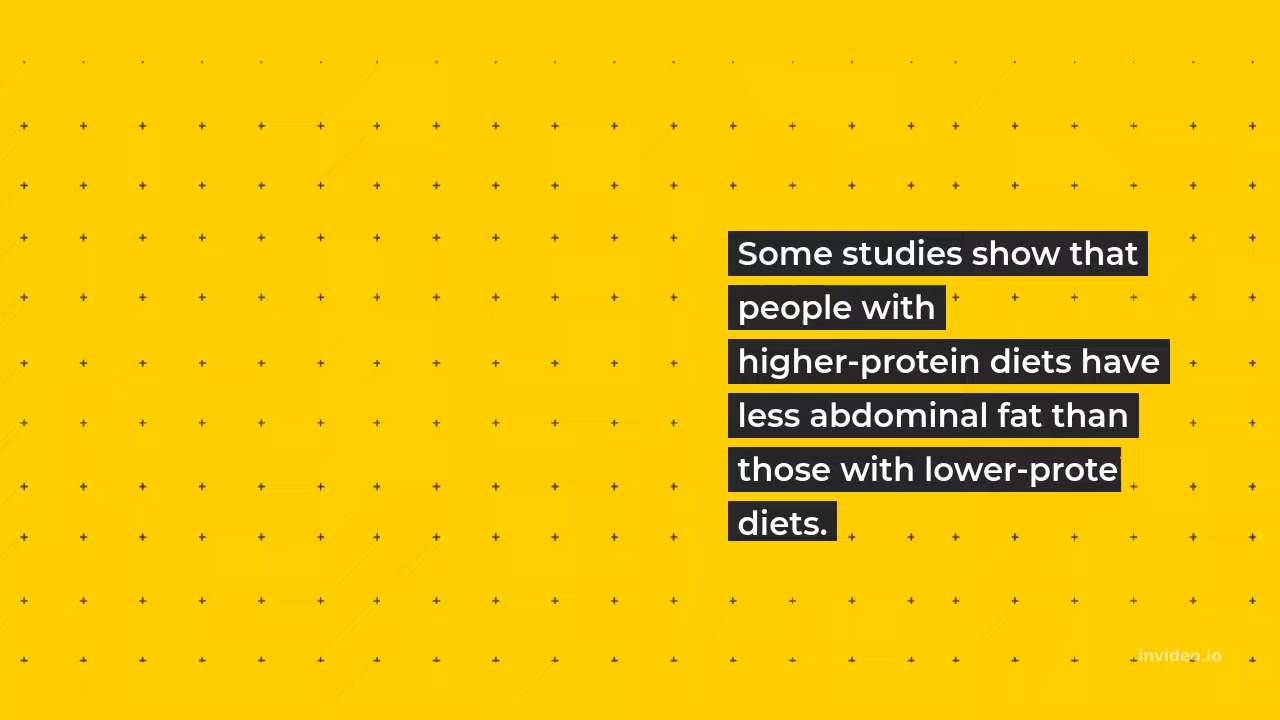 Some studies show that
people with
higher-protein diets have
less abdominal fat than
those with lower-prote
diets.
invideo.io